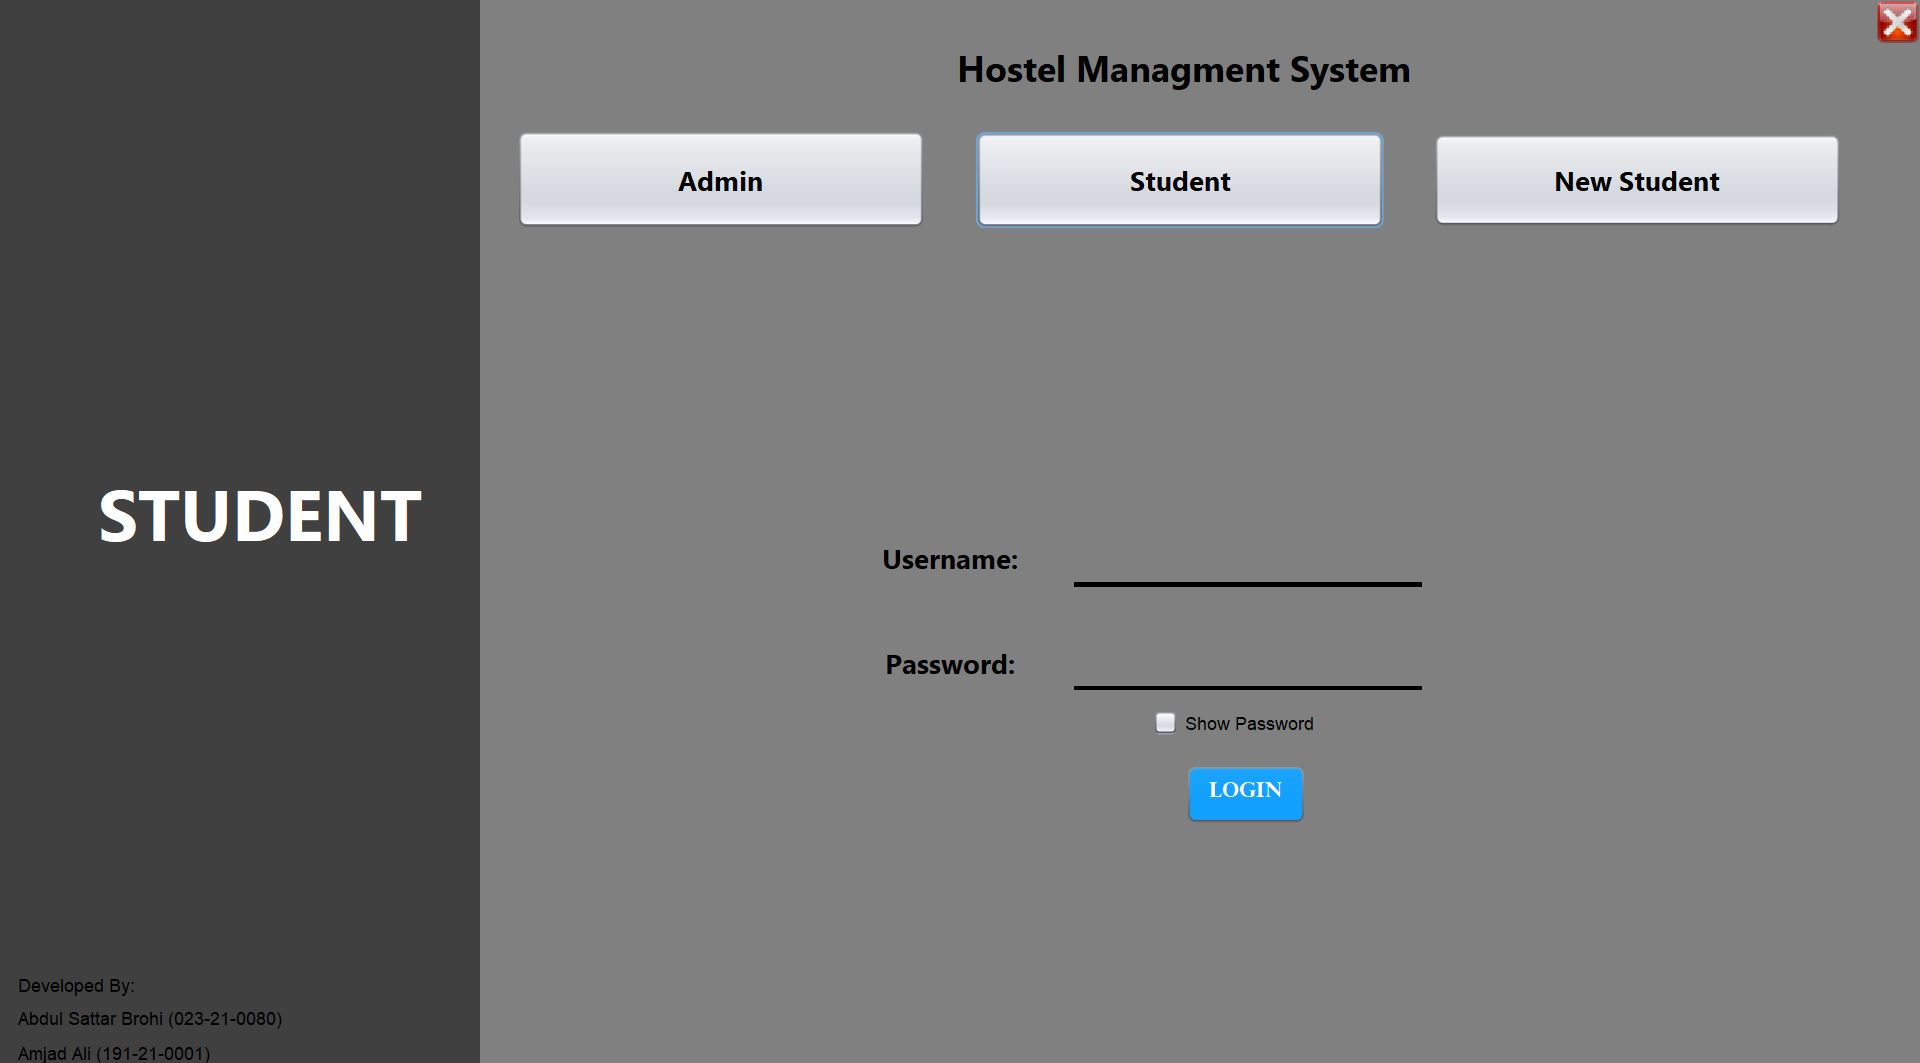 Hostel Managment System
Admin
Student
New Student
STUDENT
Username:
Password:
Show Password
LOGIN
Developed By:
Abdul Sattar Brohi (023-21-0080)
Amjad Ali (191-21-0001)